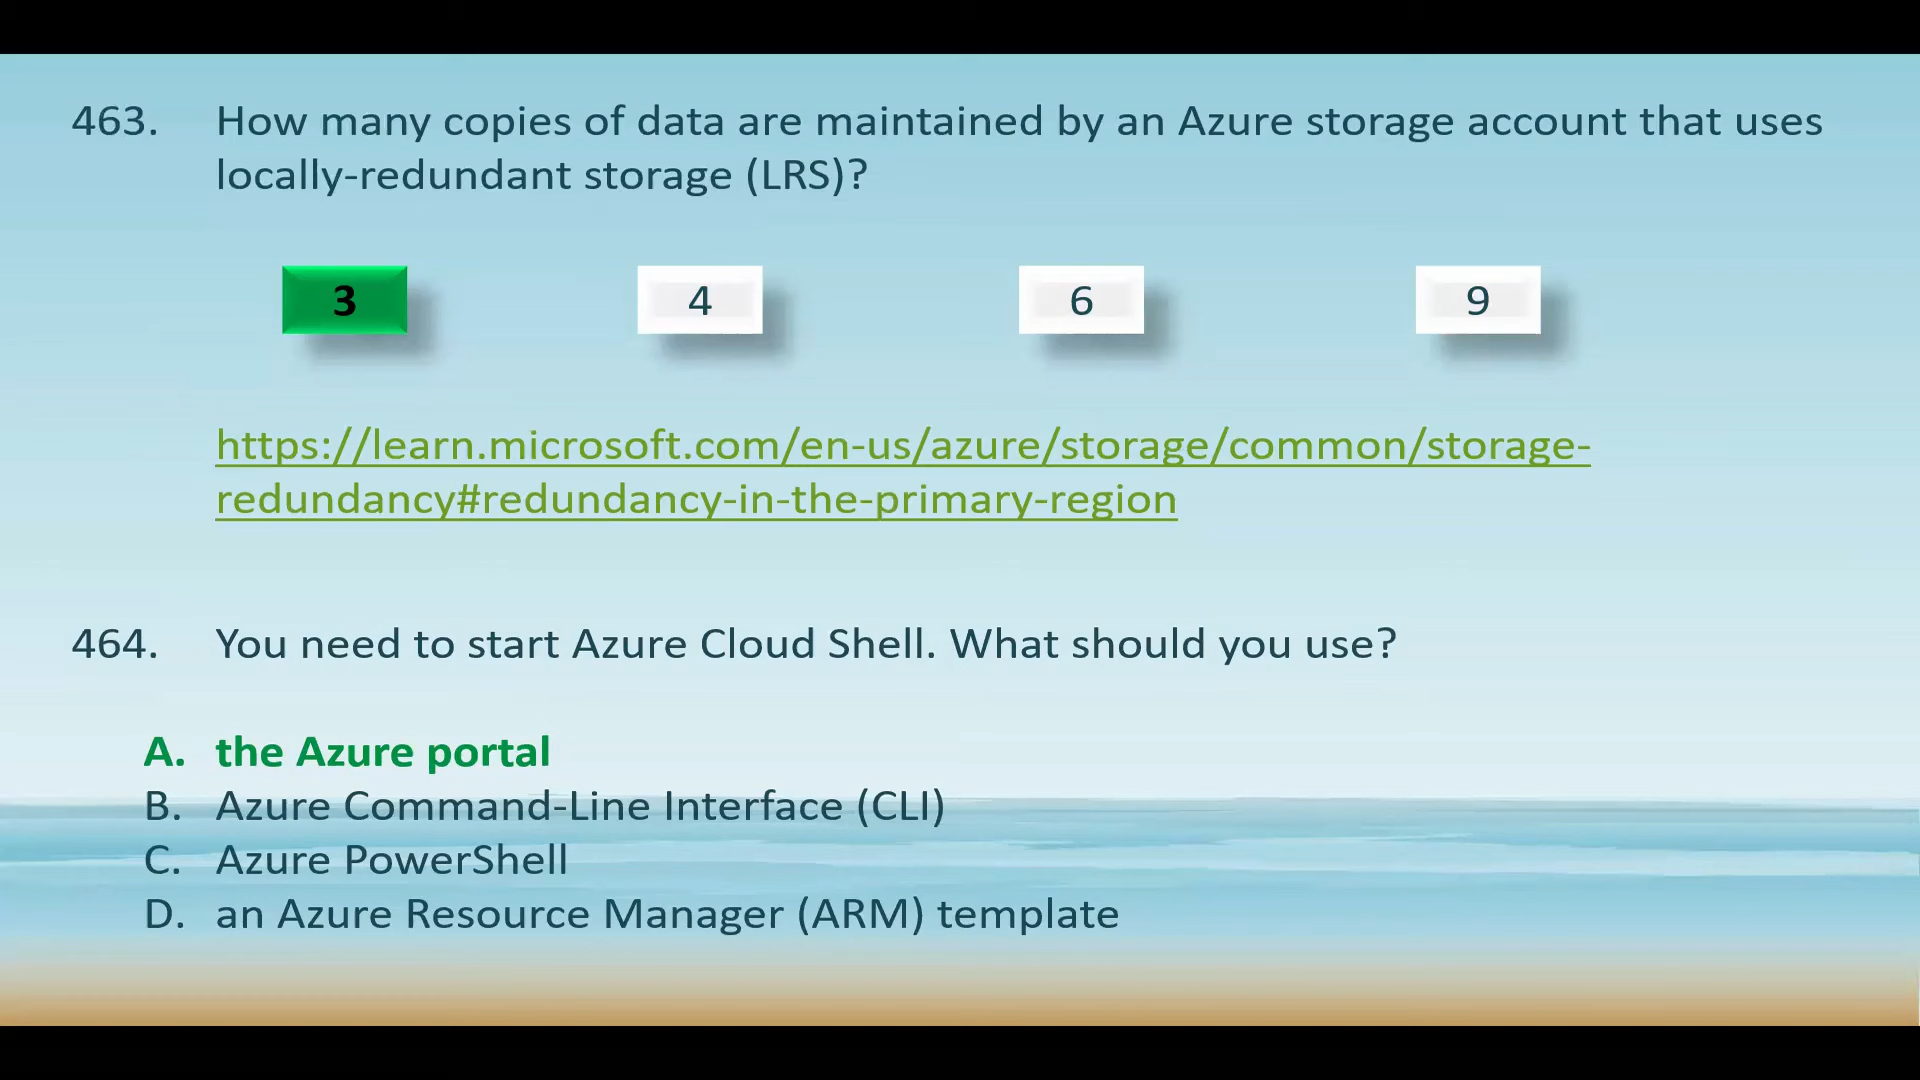 463. How many copies of data are maintained by an Azure storage account that uses
locally-redundant storage (LRS)?
3 4 6 9
https://learn.microsoft.com/en-us/azure/storage/common/storage-
redundancy#redundancy-in-the-primary-region
464. You need to start Azure Cloud Shell. What should you use?
A. the Azure portal
B. Azure Command-Line Interface (CLI)
C. Azure PowerShell
D. an Azure Resource Manager (ARM) template